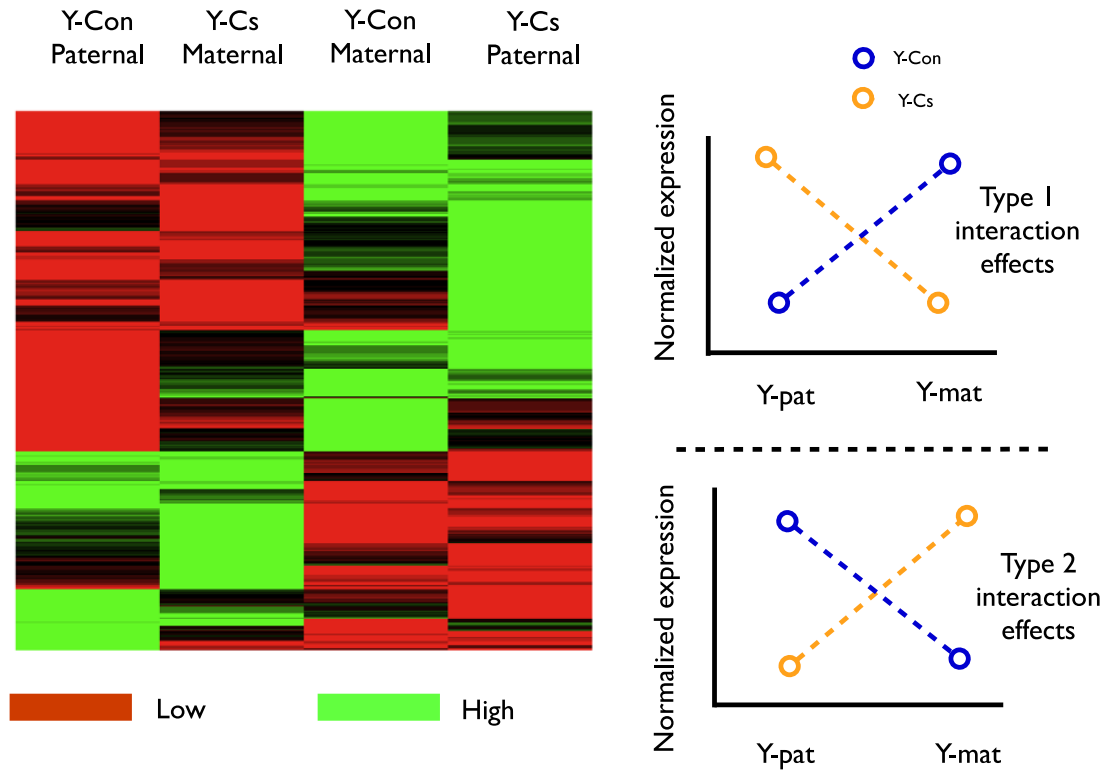 Y-Con Paternal
Y-Cs Maternal
Y-Con Maternal
Y-Cs Paternal
Low
High
Y-Con
Y-Cs
Normalized expression
Type 1
interaction
effects
Y-pat
Y-mat
Normalized expression
Type 2
interaction
effects
Y-pat
Y-mat